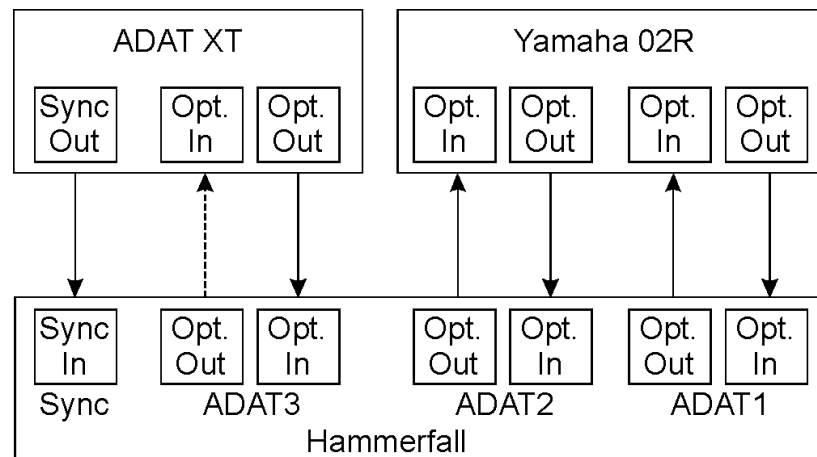 ADAT XT
Yamaha 02R
Sync Out
Opt. In
Opt. Out
Opt. In
Opt. Out
Opt. In
Opt. Out
Sync In
Opt. Out
Opt. In
Opt. Out
Opt. In
Opt. Out
Opt. In
Sync
ADAT3
ADAT2
ADAT1
Hammerfall